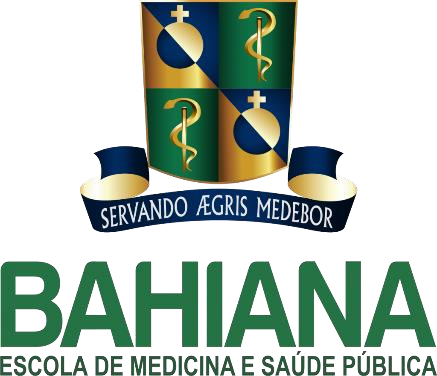 SERVANDO ÆGRIS MEDEBOR
BAHIANA
ESCOLA DE MEDICINA E SAÚDE PÚBLICA